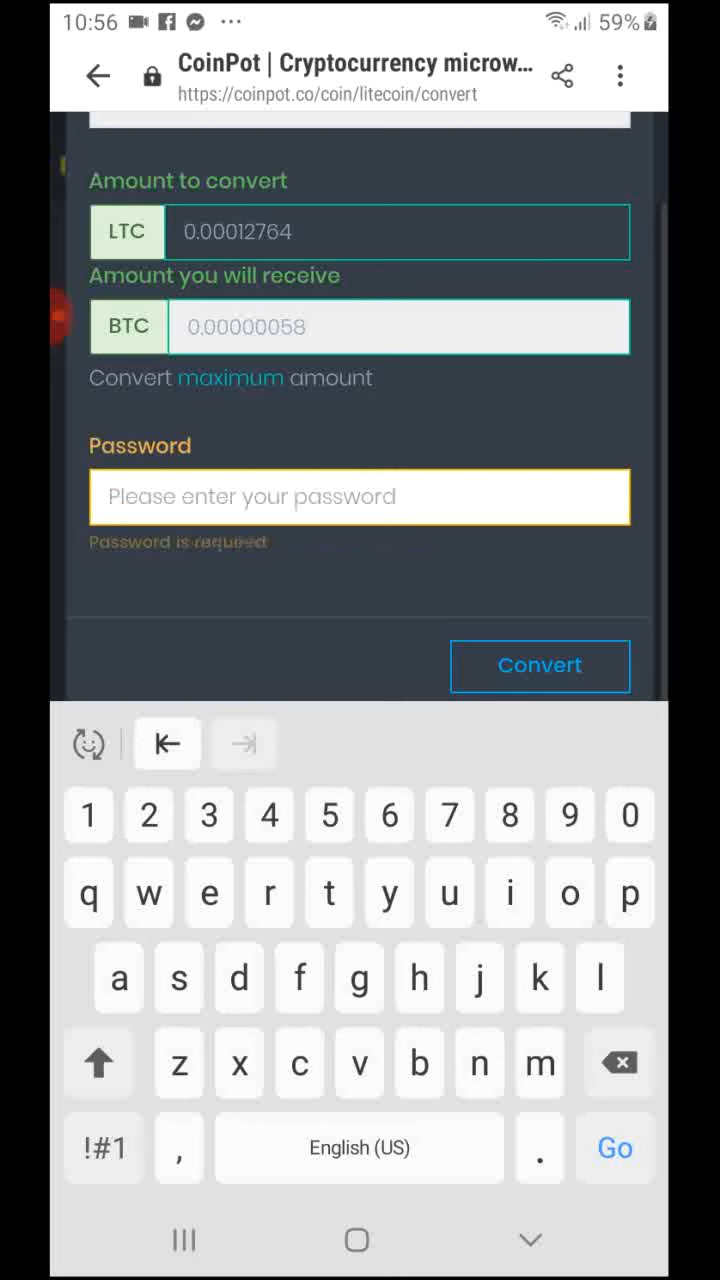 10:56 ... 59%
CoinPot | Cryptocurrency microw...
https://coinpot.co/coin/litecoin/convert
Amount to convert
LTC 0.00012764
Amount you will receive
BTC 0.00000058
Convert maximum amount
Password
Please enter your password
Password is required
Convert
1 2 3 4 5 6 7 8 9 0
q w e r t y u i o p
a s d f g h j k l
z x c v b n m
!#1 , English (US) . Go